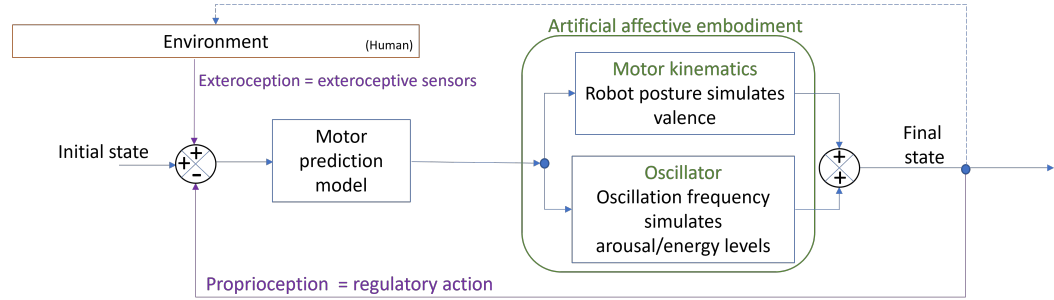 Artificial affective embodiment
Environment
(Human)
Exteroception = exteroceptive sensors
Initial state
+
+
-
Motor
prediction
model
Motor kinematics
Robot posture simulates
valence
Oscillator
Oscillation frequency
simulates
arousal/energy levels
+
+
Final
state
Proprioception = regulatory action